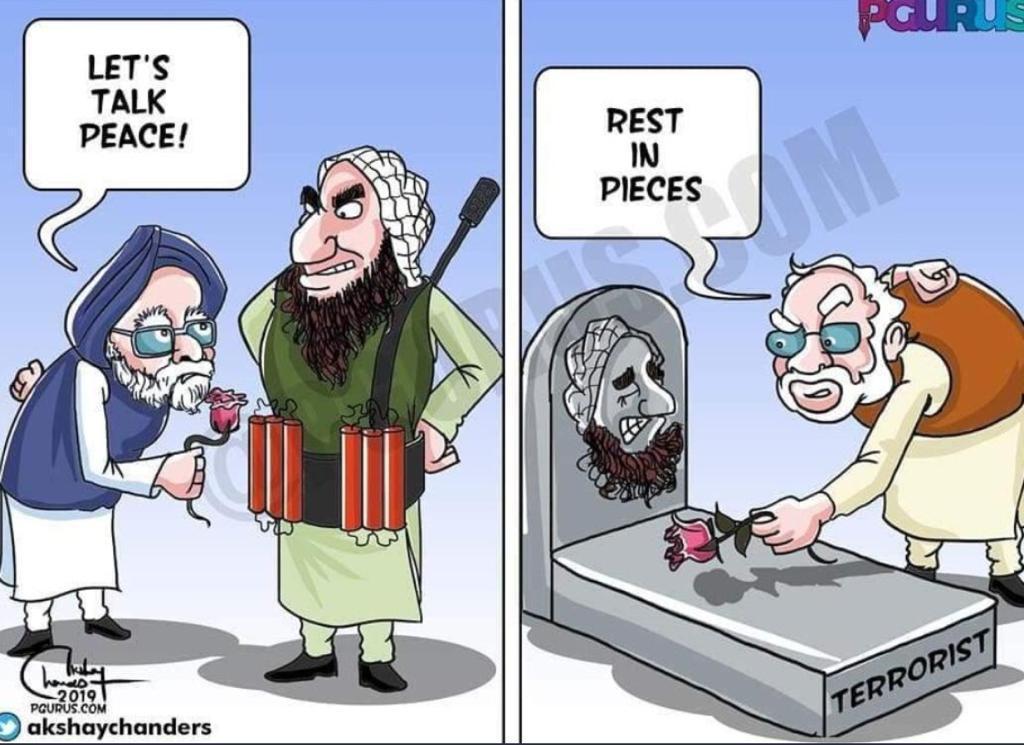 PGURUS
LET'S
TALK
PEACE!
REST
IN
PIECES
TERRORIST
2019
PGURUS.COM
akshaychanders